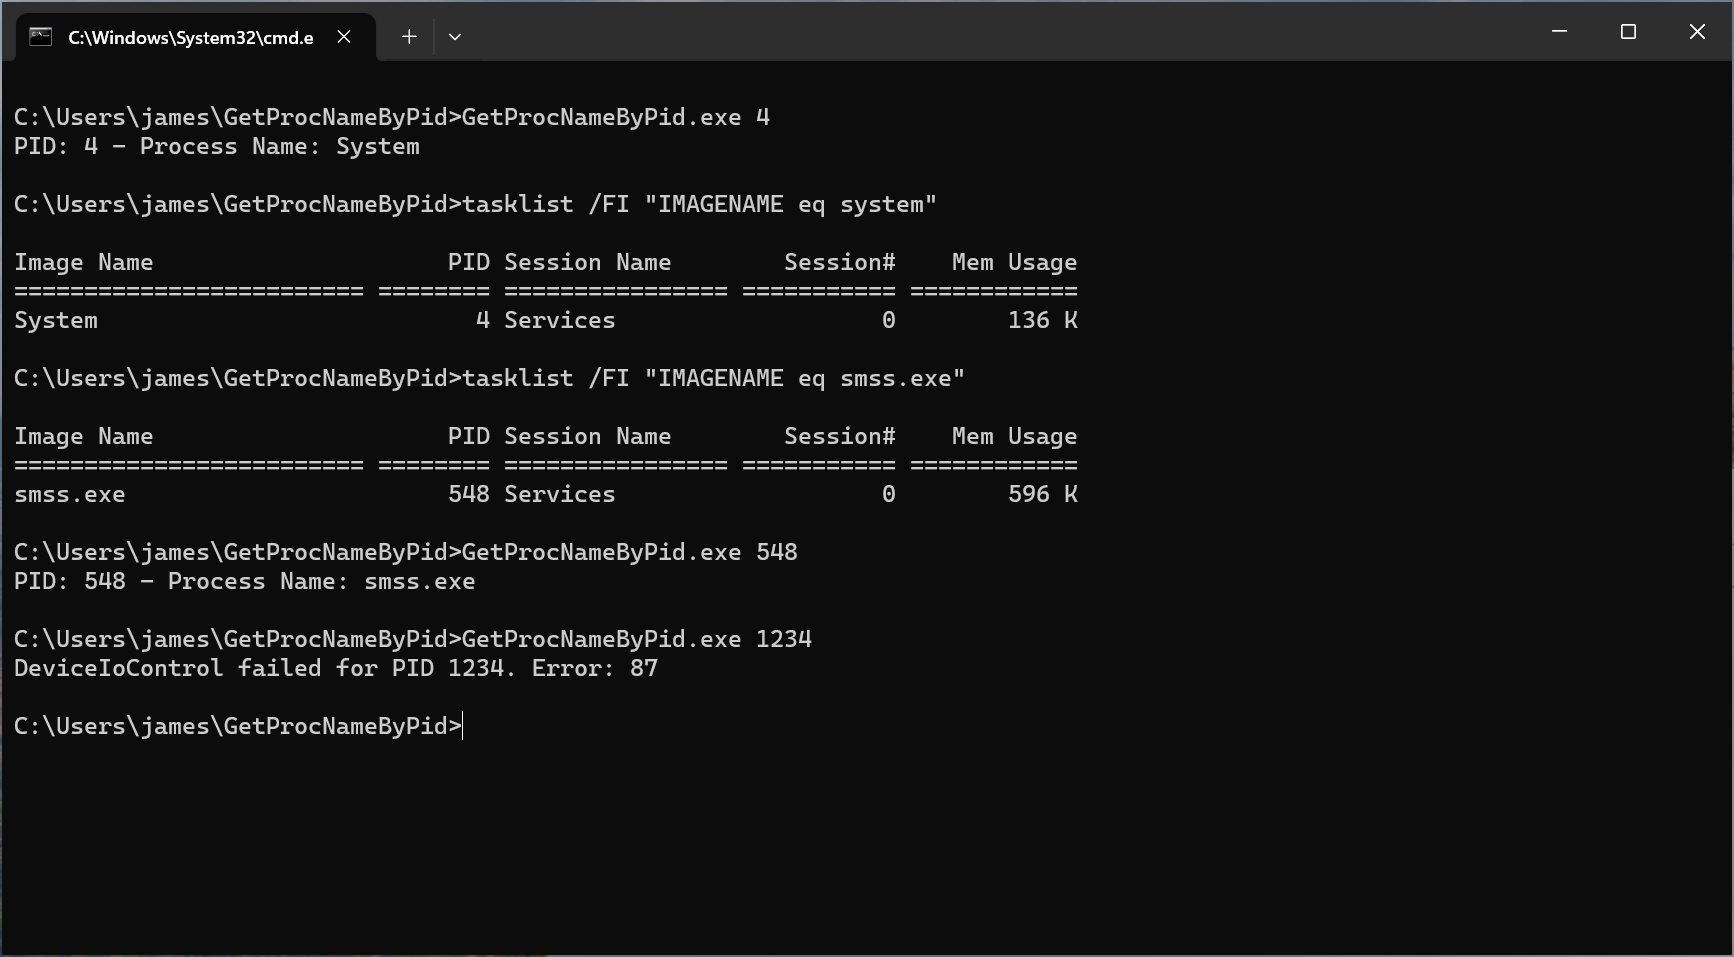 C:\Windows\System32\cmd.e
C:\Users\james\GetProcNameByPid>GetProcNameByPid.exe 4
PID: 4 - Process Name: System
C:\Users\james\GetProcNameByPid>tasklist /FI "IMAGENAME eq system"
Image Name                     PID Session Name        Session#    Mem Usage
========================= ======== ================ =========== ============
System                           4 Services                   0        136 K
C:\Users\james\GetProcNameByPid>tasklist /FI "IMAGENAME eq smss.exe"
Image Name                     PID Session Name        Session#    Mem Usage
========================= ======== ================ =========== ============
smss.exe                       548 Services                   0        596 K
C:\Users\james\GetProcNameByPid>GetProcNameByPid.exe 548
PID: 548 - Process Name: smss.exe
C:\Users\james\GetProcNameByPid>GetProcNameByPid.exe 1234
DeviceIoControl failed for PID 1234. Error: 87
C:\Users\james\GetProcNameByPid>